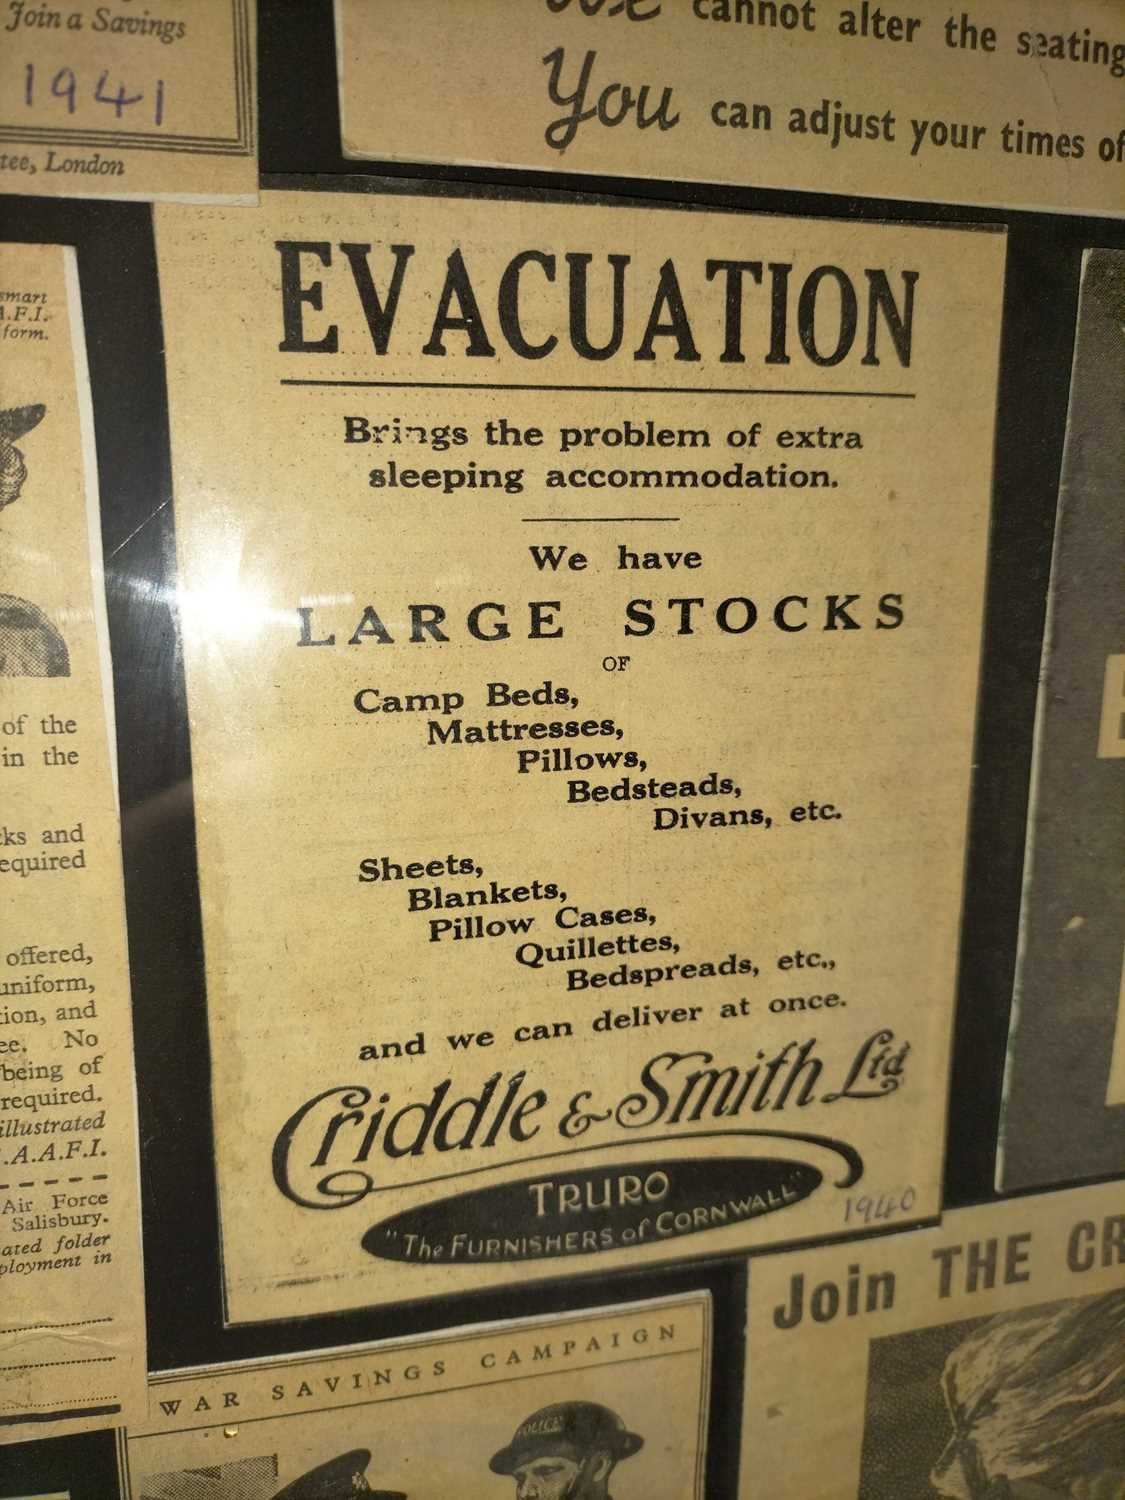 Join a Savings
1941
tee, London
cannot alter the seating
You can adjust your times of
smart
A.F.I.
form.
of the
in the
cks and
equired
offered,
uniform,
tion, and
ee. No
being of
required.
illustrated
.A.A.F.I.
Air Force
Salisbury.
ated folder
ployment in
EVACUATION
Brings the problem of extra
sleeping accommodation.
We have
LARGE STOCKS
OF
Camp Beds,
Mattresses,
Pillows,
Bedsteads,
Divans, etc.
Sheets,
Blankets,
Pillow Cases,
Quillettes,
Bedspreads, etc.,
and we can deliver at once.
Criddle & Smith Ltd
TRURO
"The FURNISHERS of CORNWALL"
1940
WAR SAVINGS CAMPAIGN
POLICE
Join THE CR